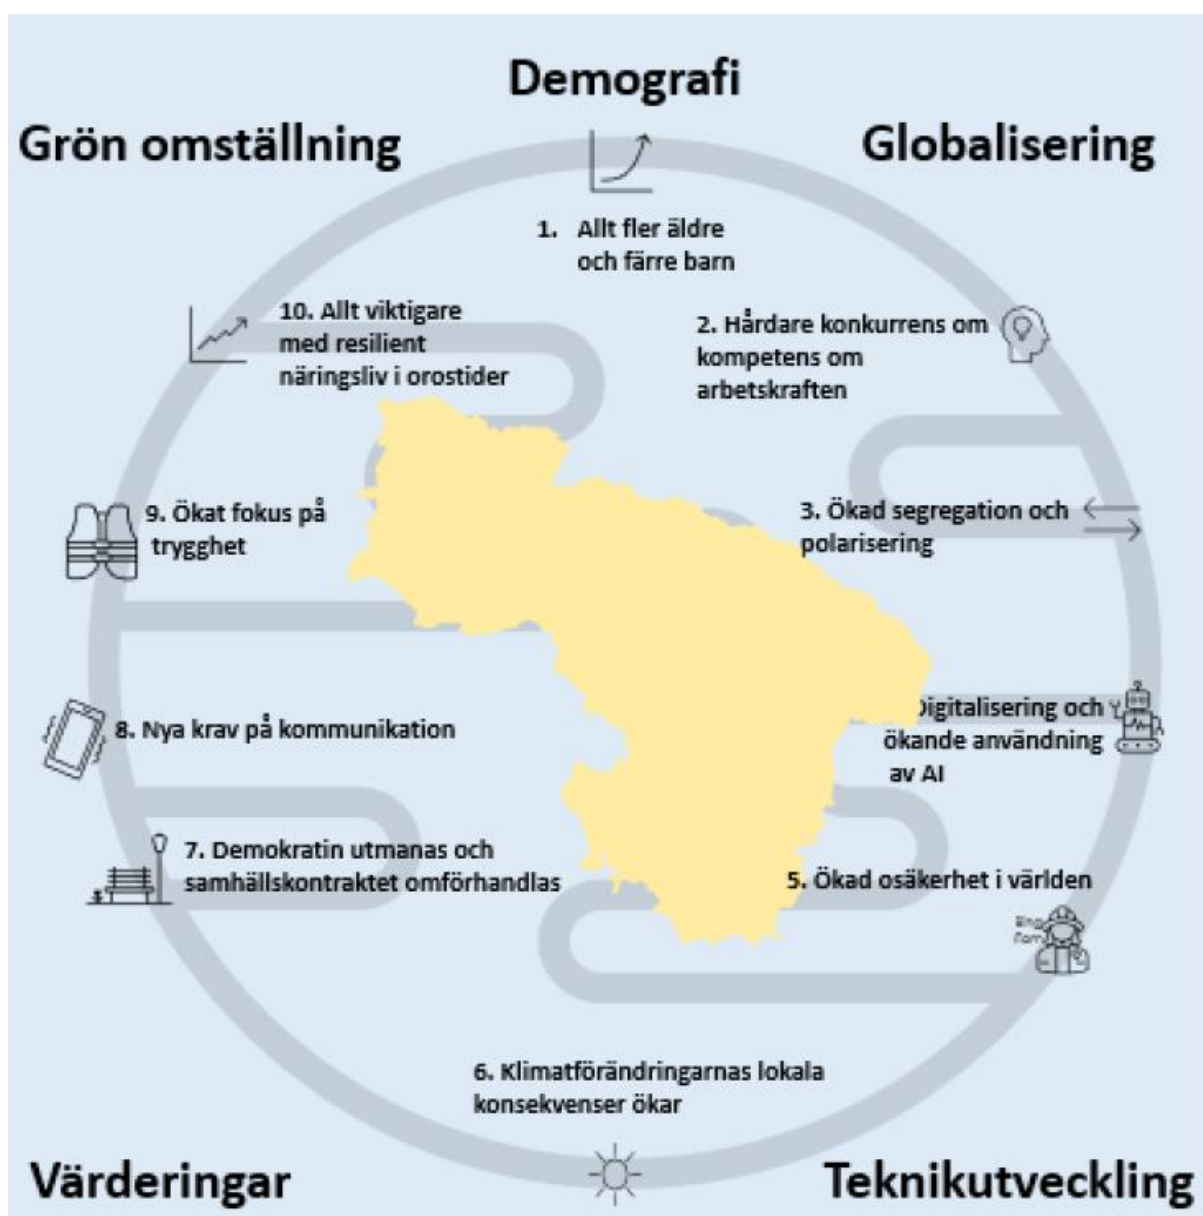 Demografi
Grön omställning
Globalisering
1. Allt fler äldre
och färre barn
10. Allt viktigare
med resilient
näringsliv i orostider
2. Hårdare konkurrens om
kompetens om
arbetskraften
9. Ökat fokus på
trygghet
3. Ökad segregation och
polarisering
8. Nya krav på kommunikation
Digitalisering och
ökande användning
av AI
7. Demokratin utmanas och
samhällskontraktet omförhandlas
5. Ökad osäkerhet i världen
6. Klimatförändringarnas lokala
konsekvenser ökar
Värderingar
Teknikutveckling